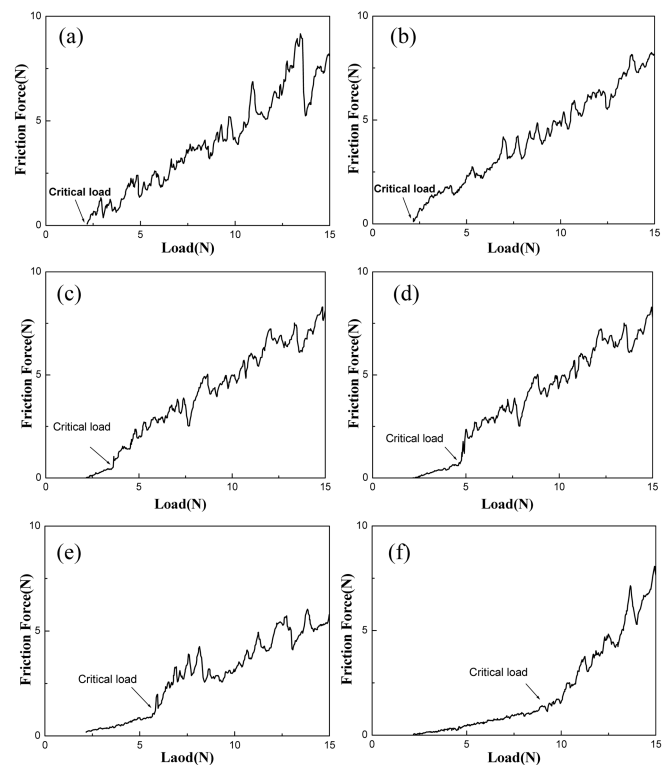 (a)
Friction Force(N)
10
5
0
Critical load
0 5 10 15
Load(N)
(b)
Friction Force(N)
10
5
0
Critical load
0 5 10 15
Load(N)
(c)
Friction Force(N)
10
5
0
Critical load
0 5 10 15
Load(N)
(d)
Friction Force(N)
10
5
0
Critical load
0 5 10 15
Load(N)
(e)
Friction Force(N)
10
5
0
Critical load
0 5 10 15
Laod(N)
(f)
Friction Force(N)
10
5
0
Critical load
0 5 10 15
Load(N)